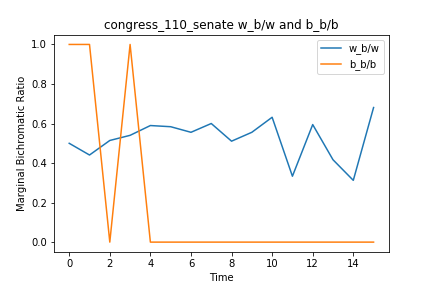 congress_110_senate w_b/w and b_b/b
w_b/w
b_b/b
Marginal Bichromatic Ratio
1.0
0.8
0.6
0.4
0.2
0.0
0 2 4 6 8 10 12 14
Time